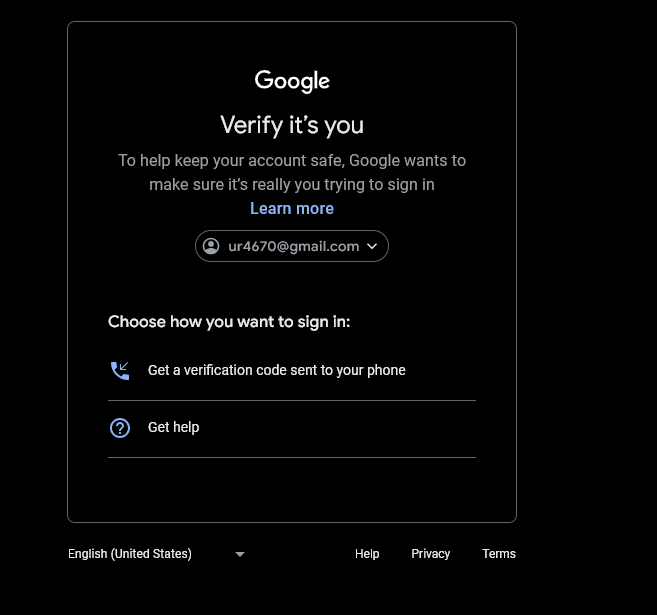 Google
Verify it’s you
To help keep your account safe, Google wants to
make sure it’s really you trying to sign in
Learn more
ur4670@gmail.com
Choose how you want to sign in:
Get a verification code sent to your phone
Get help
English (United States)
Help
Privacy
Terms